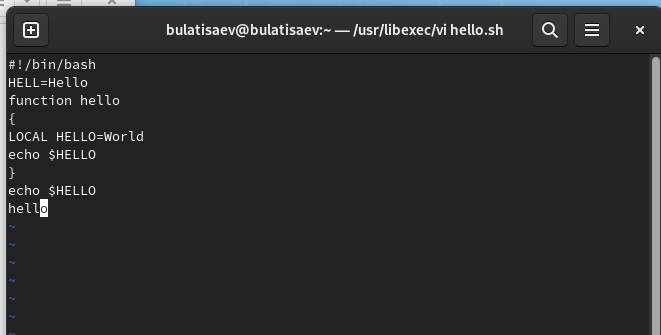 bulatisaev@bulatisaev:~ — /usr/libexec/vi hello.sh
#!/bin/bash
HELL=Hello
function hello
{
LOCAL HELLO=World
echo $HELLO
}
echo $HELLO
hello
~
~
~
~
~
~
~